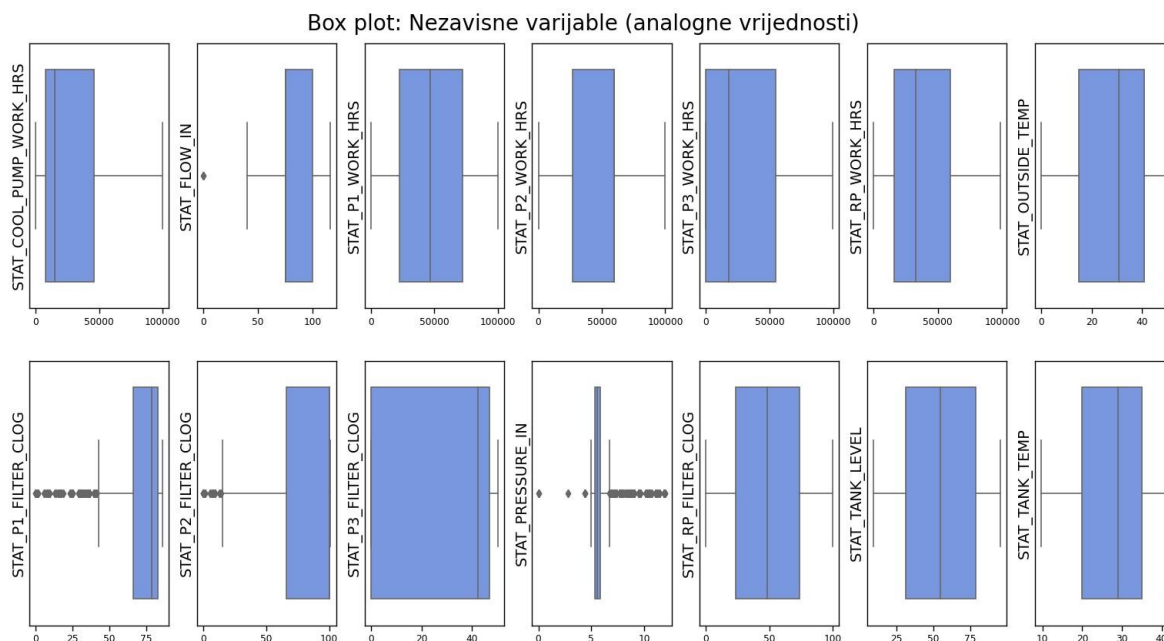 Box plot: Nezavisne varijable (analogne vrijednosti)
STAT_COOL_PUMP_WORK_HRS
0 50000 100000
STAT_FLOW_IN
0 50 100
STAT_P1_WORK_HRS
0 50000 100000
STAT_P2_WORK_HRS
0 50000 100000
STAT_P3_WORK_HRS
0 50000 100000
STAT_RP_WORK_HRS
0 50000 100000
STAT_OUTSIDE_TEMP
0 20 40
STAT_P1_FILTER_CLOG
0 25 50 75
STAT_P2_FILTER_CLOG
0 50 100
STAT_P3_FILTER_CLOG
0 20 40
STAT_PRESSURE_IN
0 5 10
STAT_RP_FILTER_CLOG
0 50 100
STAT_TANK_LEVEL
25 50 75
STAT_TANK_TEMP
10 20 30 40